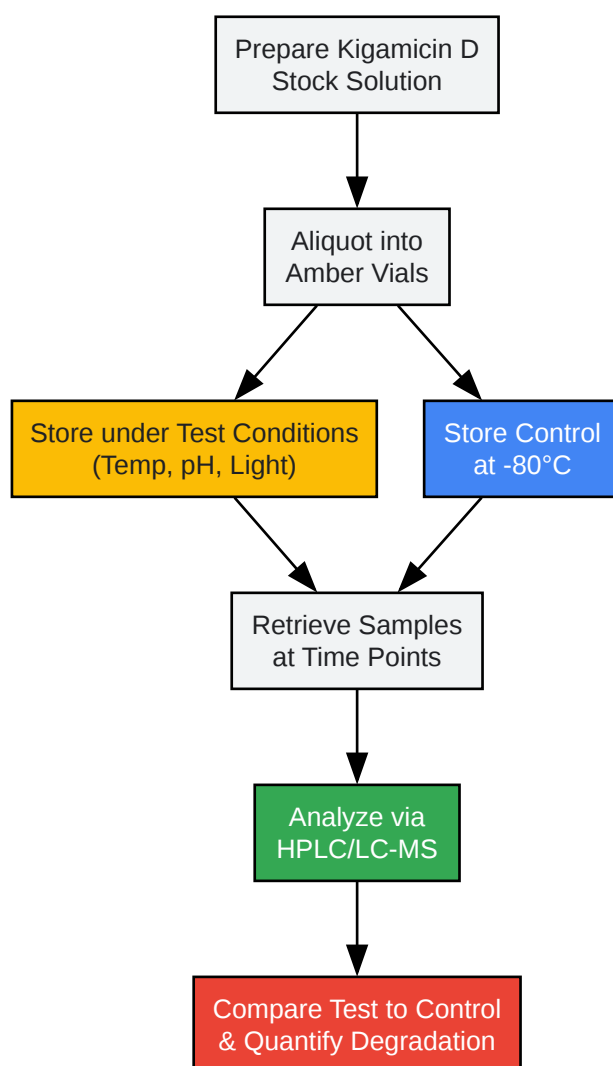 Prepare Kigamicin D
Stock Solution
Aliquot into
Amber Vials
Store under Test Conditions
(Temp, pH, Light)
Store Control
at -80°C
Retrieve Samples
at Time Points
Analyze via
HPLC/LC-MS
Compare Test to Control
& Quantify Degradation